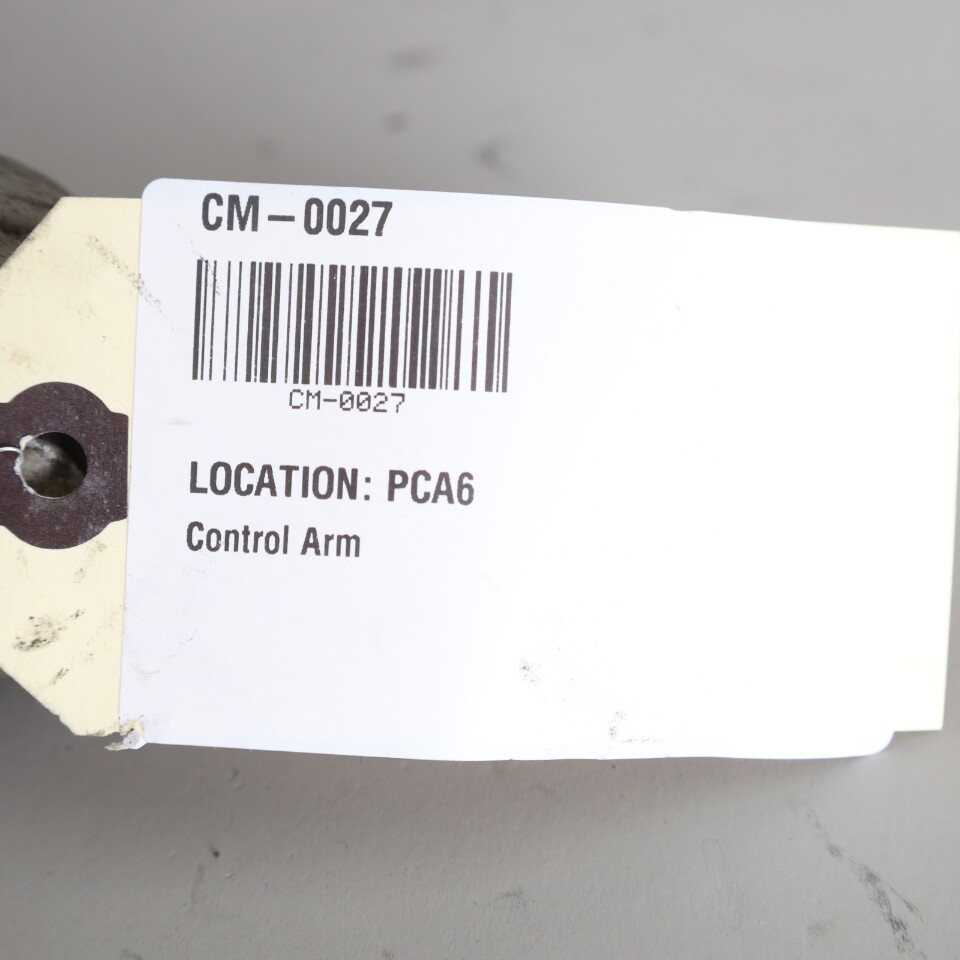 CM-0027
CM-0027
LOCATION: PCA6
Control Arm